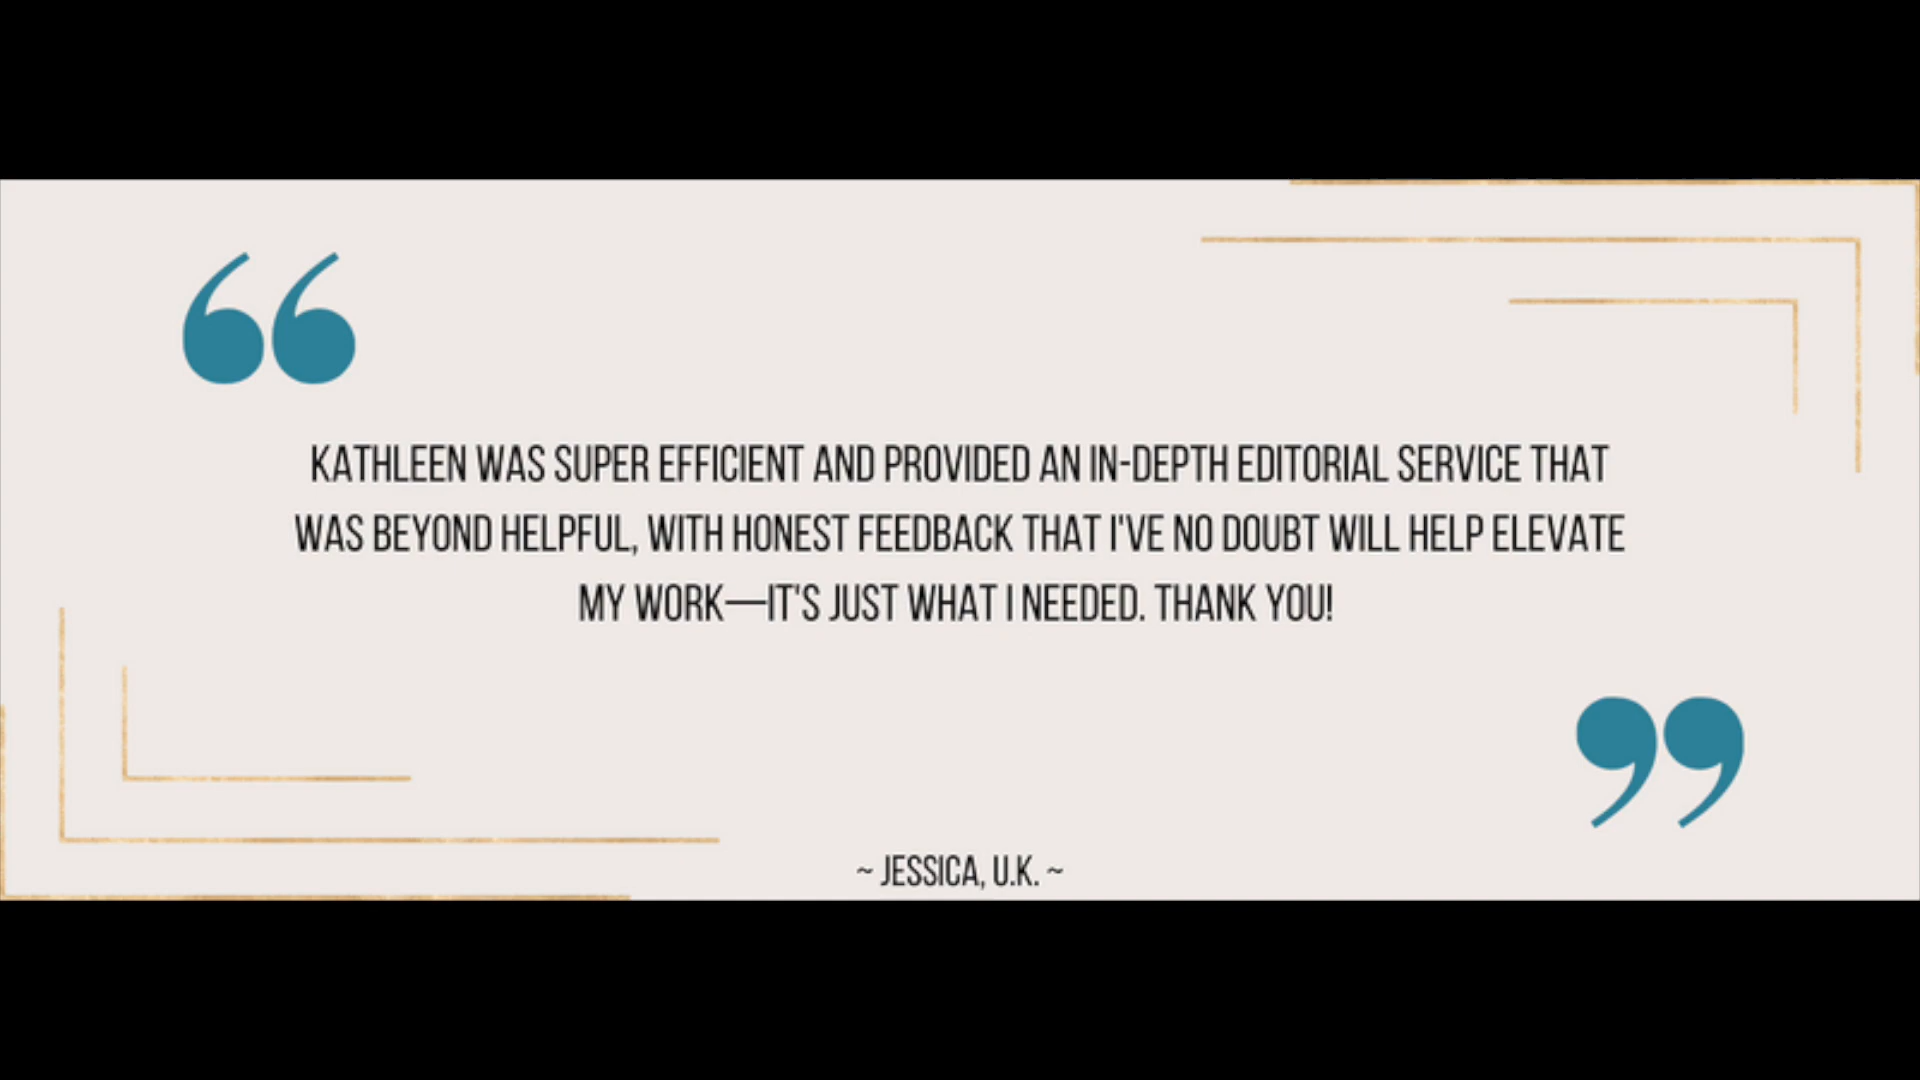 KATHLEEN WAS SUPER EFFICIENT AND PROVIDED AN IN-DEPTH EDITORIAL SERVICE THAT
WAS BEYOND HELPFUL, WITH HONEST FEEDBACK THAT I'VE NO DOUBT WILL HELP ELEVATE
MY WORK—IT'S JUST WHAT I NEEDED. THANK YOU!
~ JESSICA, U.K. ~